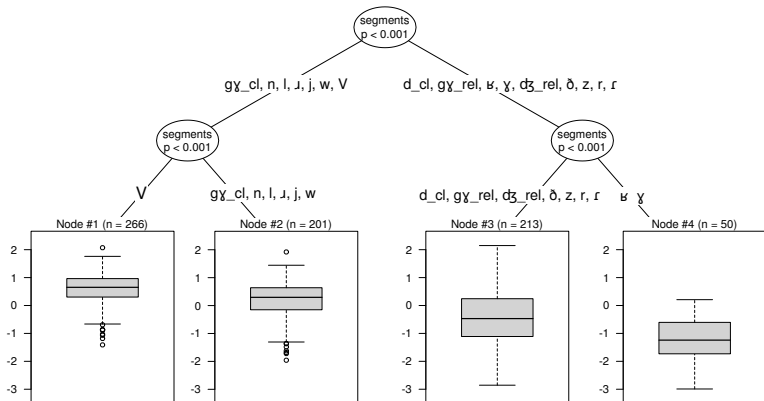 segments
p < 0.001
gɣ_cl, n, l, ɹ, j, w, V
d_cl, gɣ_rel, ʁ, ɣ, dʒ_rel, ð, z, r, ɾ
segments
p < 0.001
segments
p < 0.001
V
gɣ_cl, n, l, ɹ, j, w
d_cl, gɣ_rel, dʒ_rel, ð, z, r, ɾ
ʁ, ɣ
Node #1 (n = 266)
Node #2 (n = 201)
Node #3 (n = 213)
Node #4 (n = 50)
2
1
0
-1
-2
-3
2
1
0
-1
-2
-3
2
1
0
-1
-2
-3
2
1
0
-1
-2
-3